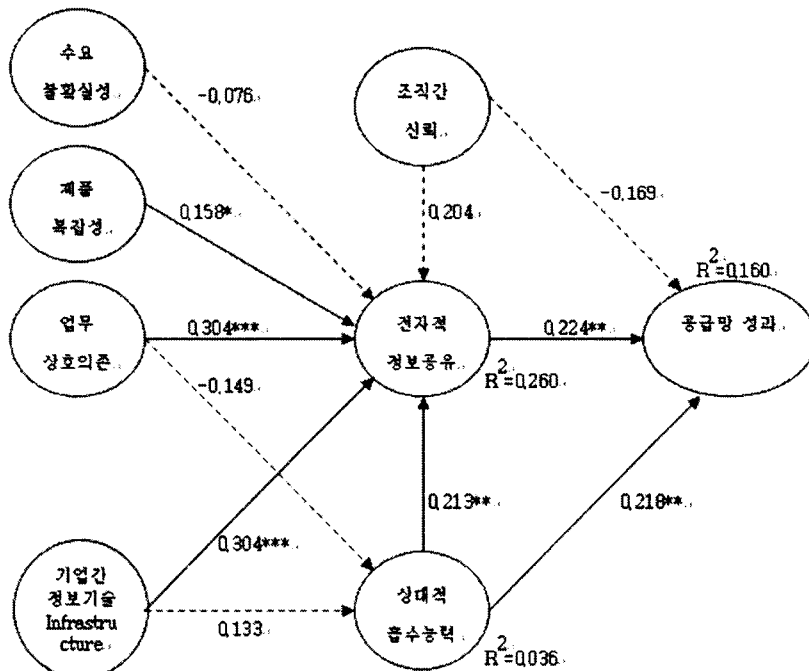 수요
불확실성
-0.076
조직간
신뢰
제품
복잡성
0.158*
0.204
-0.169
R²=0.160
업무
상호의존
0.304***
전자적
정보공유
0.224**
공급망 성과
R²=0.260
-0.149
0.213**
0.218**
0.304***
기업간
정보기술
Infrastru
cture
0.133
상대적
흡수능력
R²=0.036